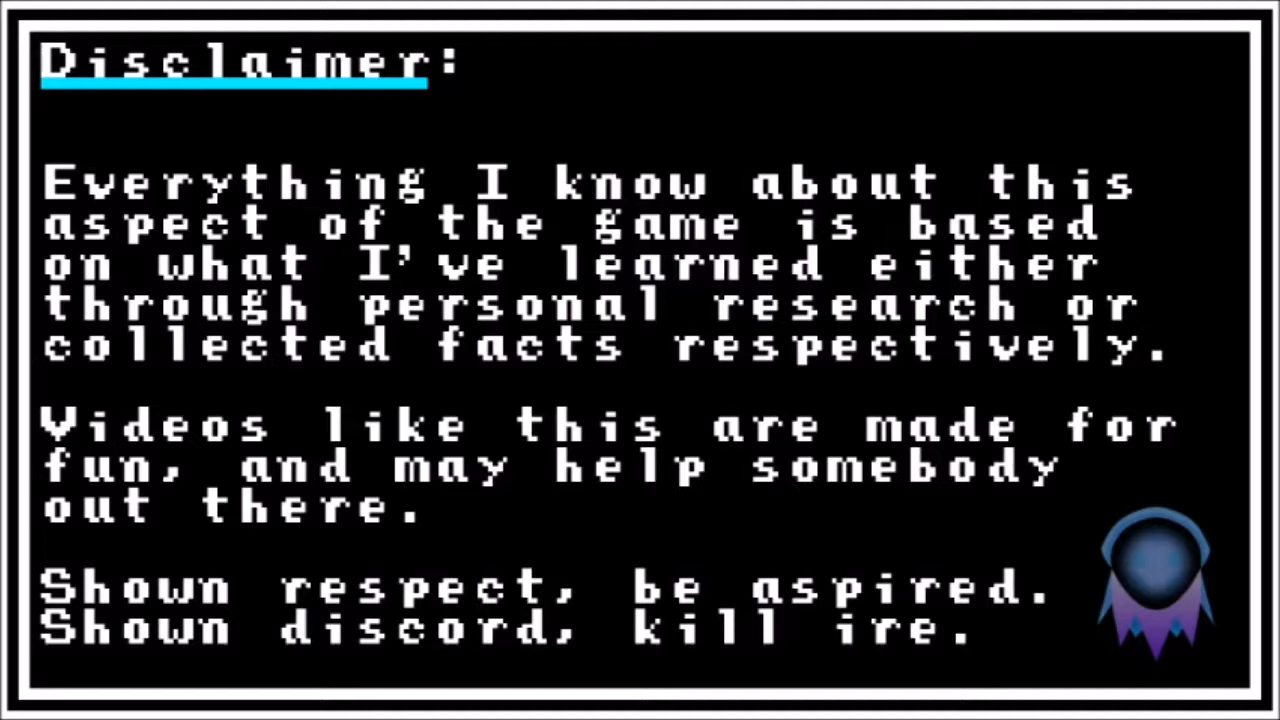 Disclaimer:
Everything I know about this
aspect of the game is based
on what I've learned either
through personal research or
collected facts respectively.
Videos like this are made for
fun, and may help somebody
out there.
Shown respect, be aspired.
Shown discord, kill ire.